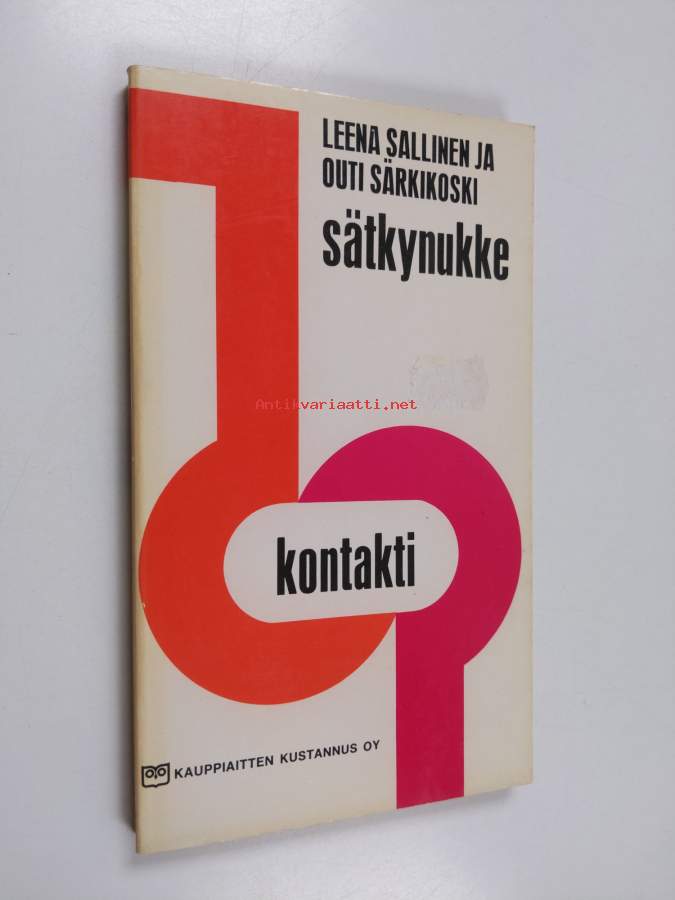 LEENA SALLINEN JA
OUTI SÄRKIKOSKI
sätkynukke
Antikvariaatti.net
kontakti
KAUPPIAITTEN KUSTANNUS OY